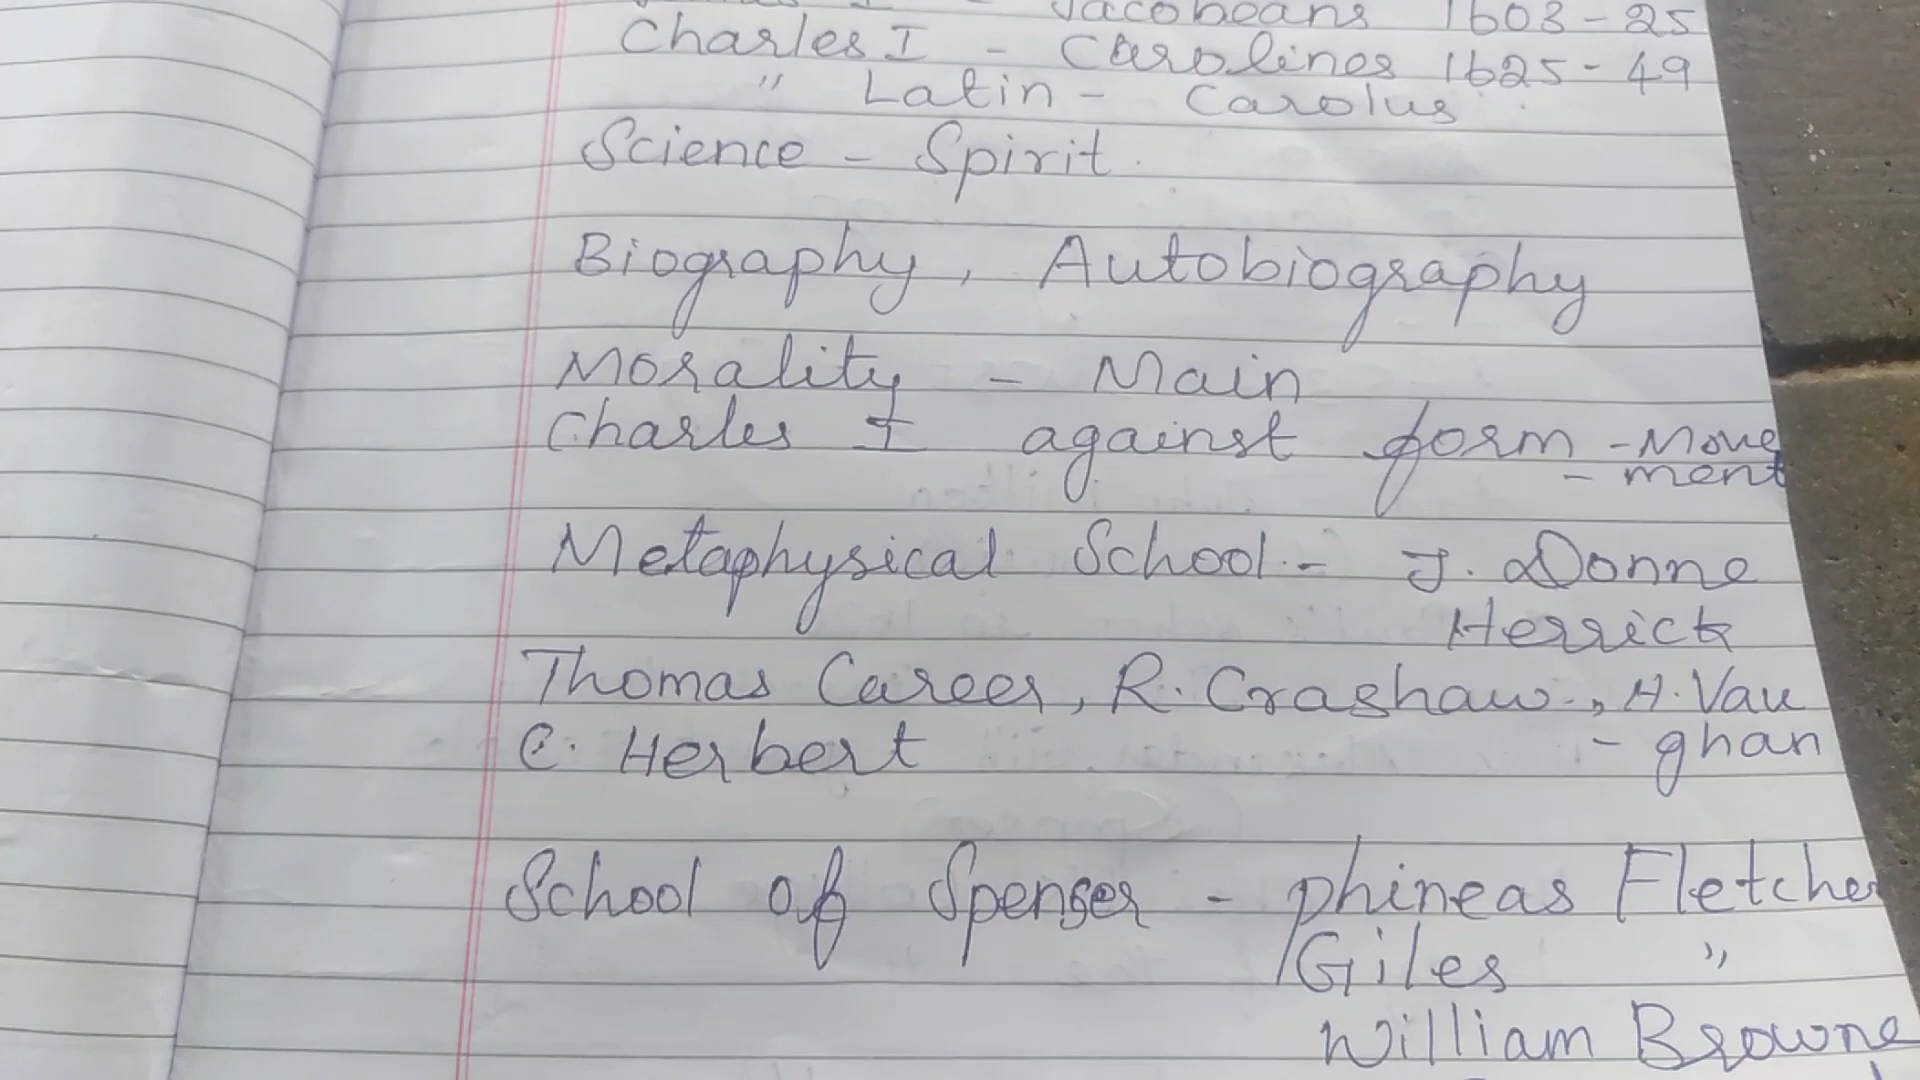 Jacobeans 1603-25
Charles I - Carolines 1625-49
" Latin - Carolus
Science - Spirit.
Biography, Autobiography
Morality - Main
Charles I against form - Move
- ment
Metaphysical School - J. Donne
Herrick
Thomas Career, R. Crashaw, H. Vau
C. Herbert - ghan
School of Spenser - Phineas Fletcher
Giles "
William Browne